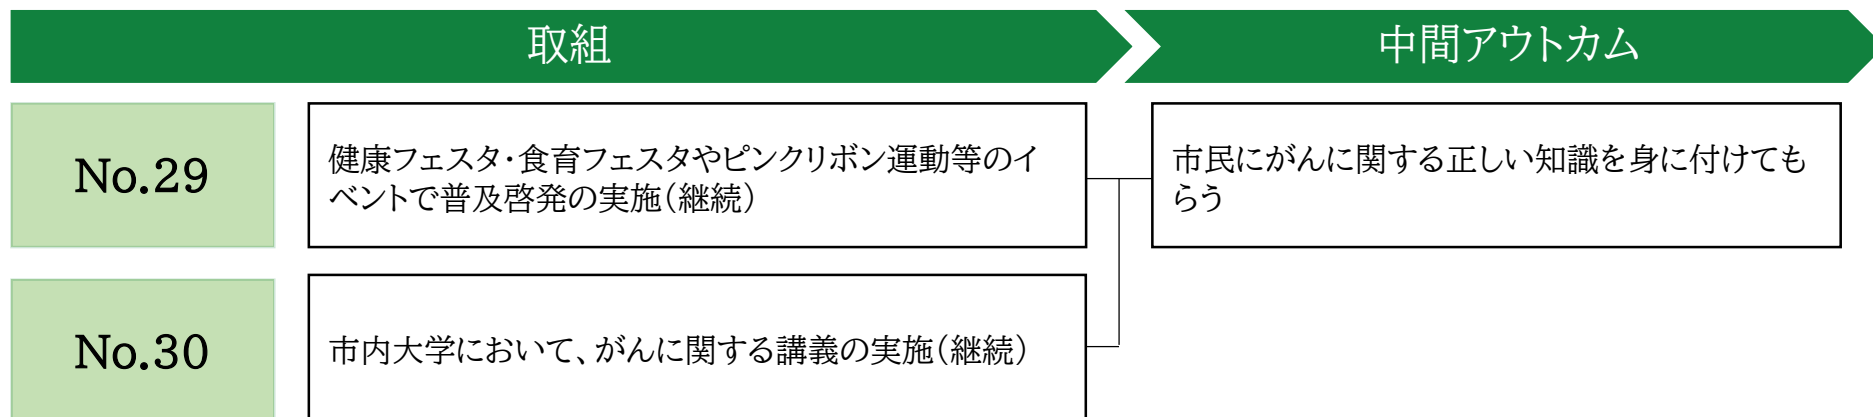 取組
中間アウトカム
No.29
健康フェスタ・食育フェスタやピンクリボン運動等のイ
ベントで普及啓発の実施(継続)
市民にがんに関する正しい知識を身に付けても
らう
No.30
市内大学において、がんに関する講義の実施(継続)